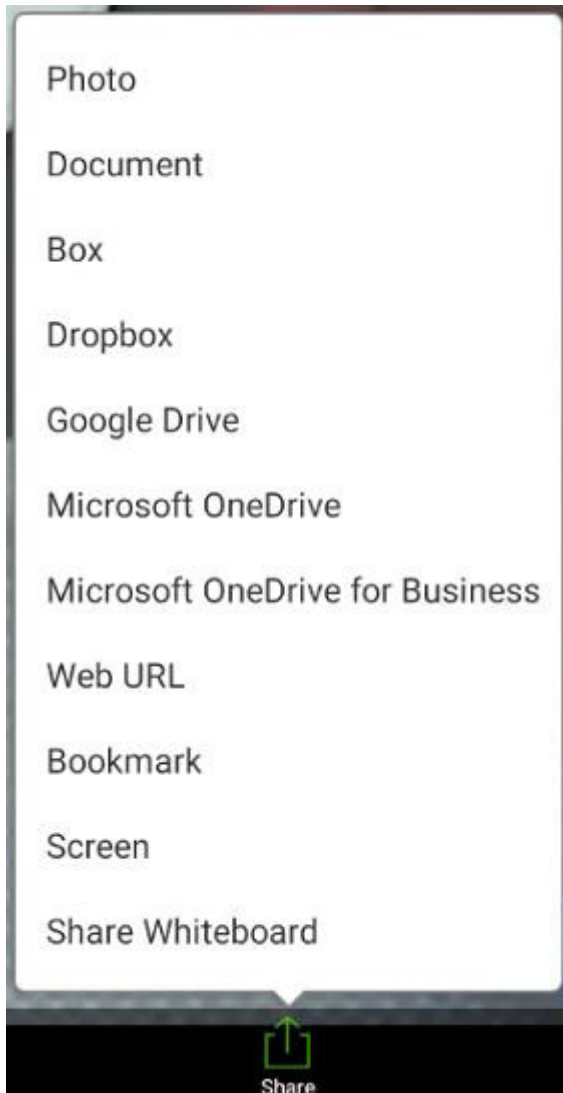 Photo
Document
Box
Dropbox
Google Drive
Microsoft OneDrive
Microsoft OneDrive for Business
Web URL
Bookmark
Screen
Share Whiteboard
Share